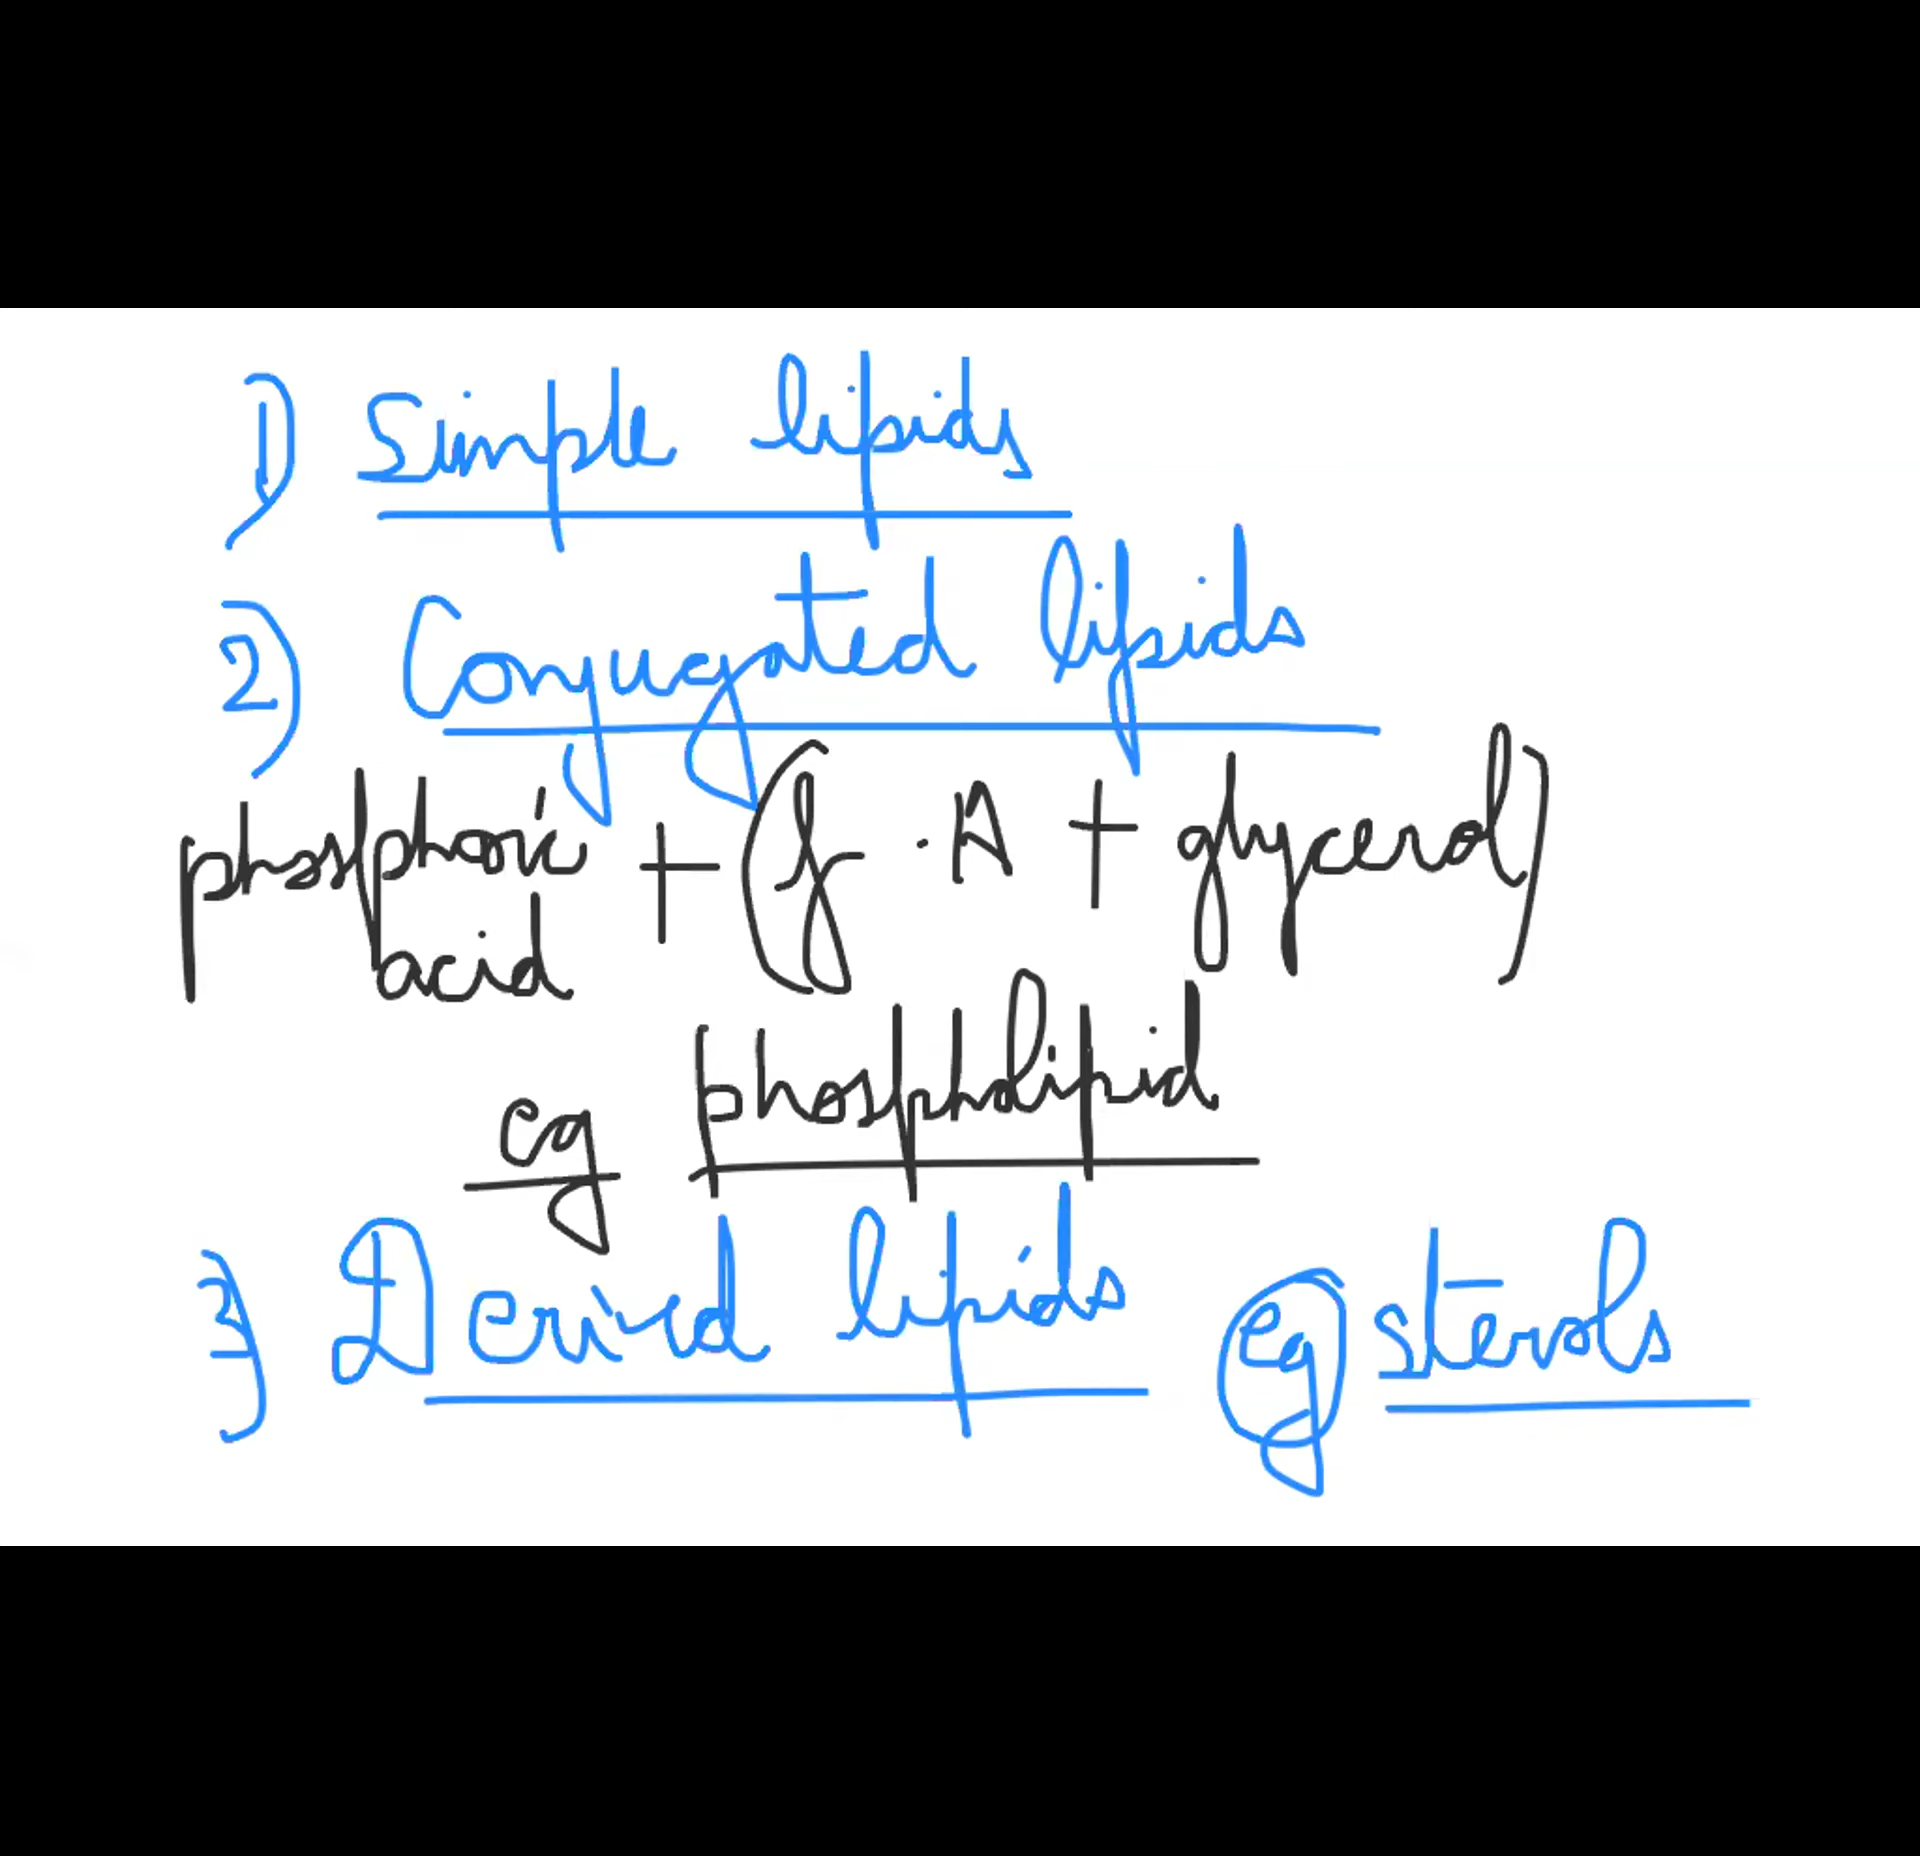 1) Simple lipids
2) Conjugated lipids
phosphoric + (f.A + glycerol)
acid
eg phospholipid
3) Derived lipids eg sterols